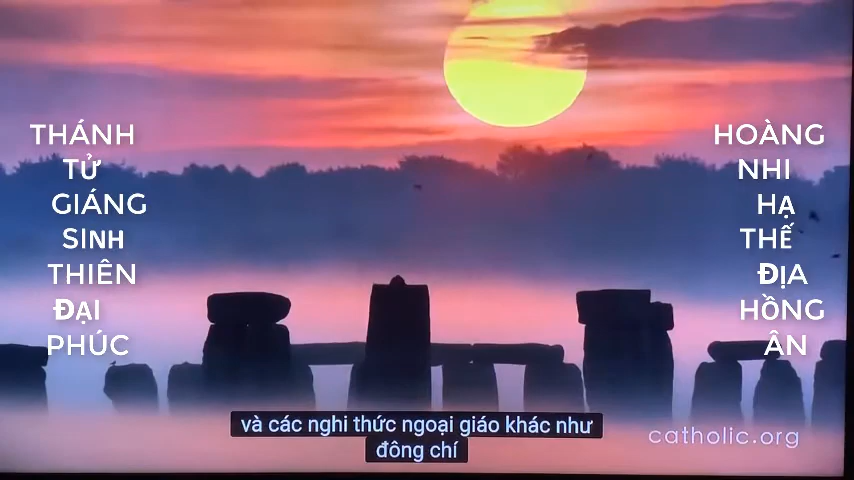 THÁNH
TỬ
GIÁNG
SINH
THIÊN
ĐẠI
PHÚC
HOÀNG
NHI
HẠ
THẾ
ĐỊA
HỒNG
ÂN
và các nghi thức ngoại giáo khác như
đông chí
catholic.org